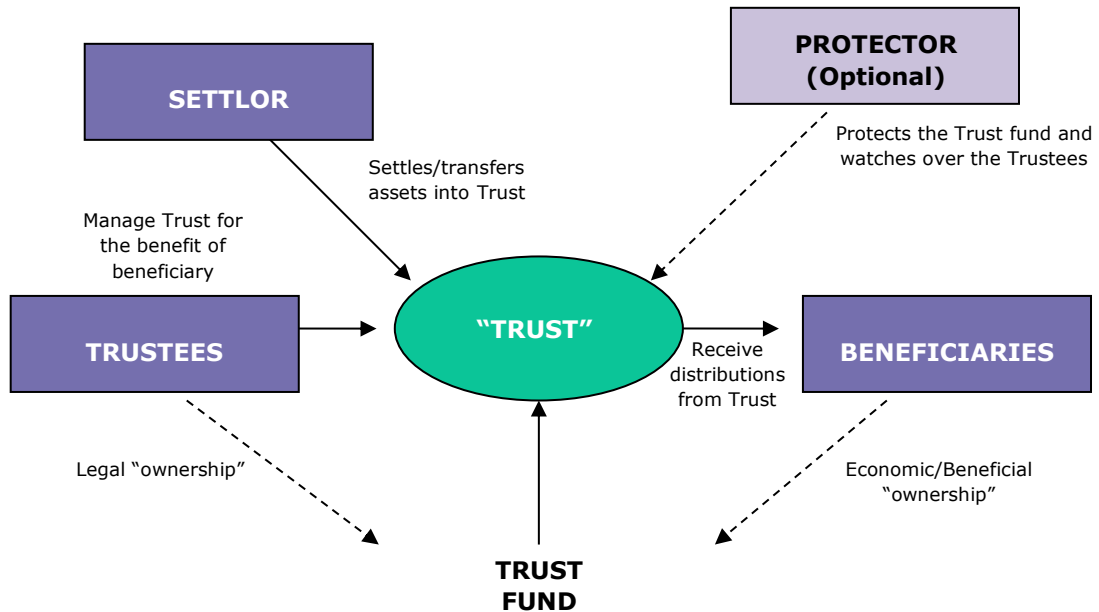 SETTLOR
PROTECTOR
(Optional)
Settles/transfers
assets into Trust
Protects the Trust fund and
watches over the Trustees
Manage Trust for
the benefit of
beneficiary
TRUSTEES
“TRUST”
Receive
distributions
from Trust
BENEFICIARIES
Legal “ownership”
Economic/Beneficial
“ownership”
TRUST
FUND